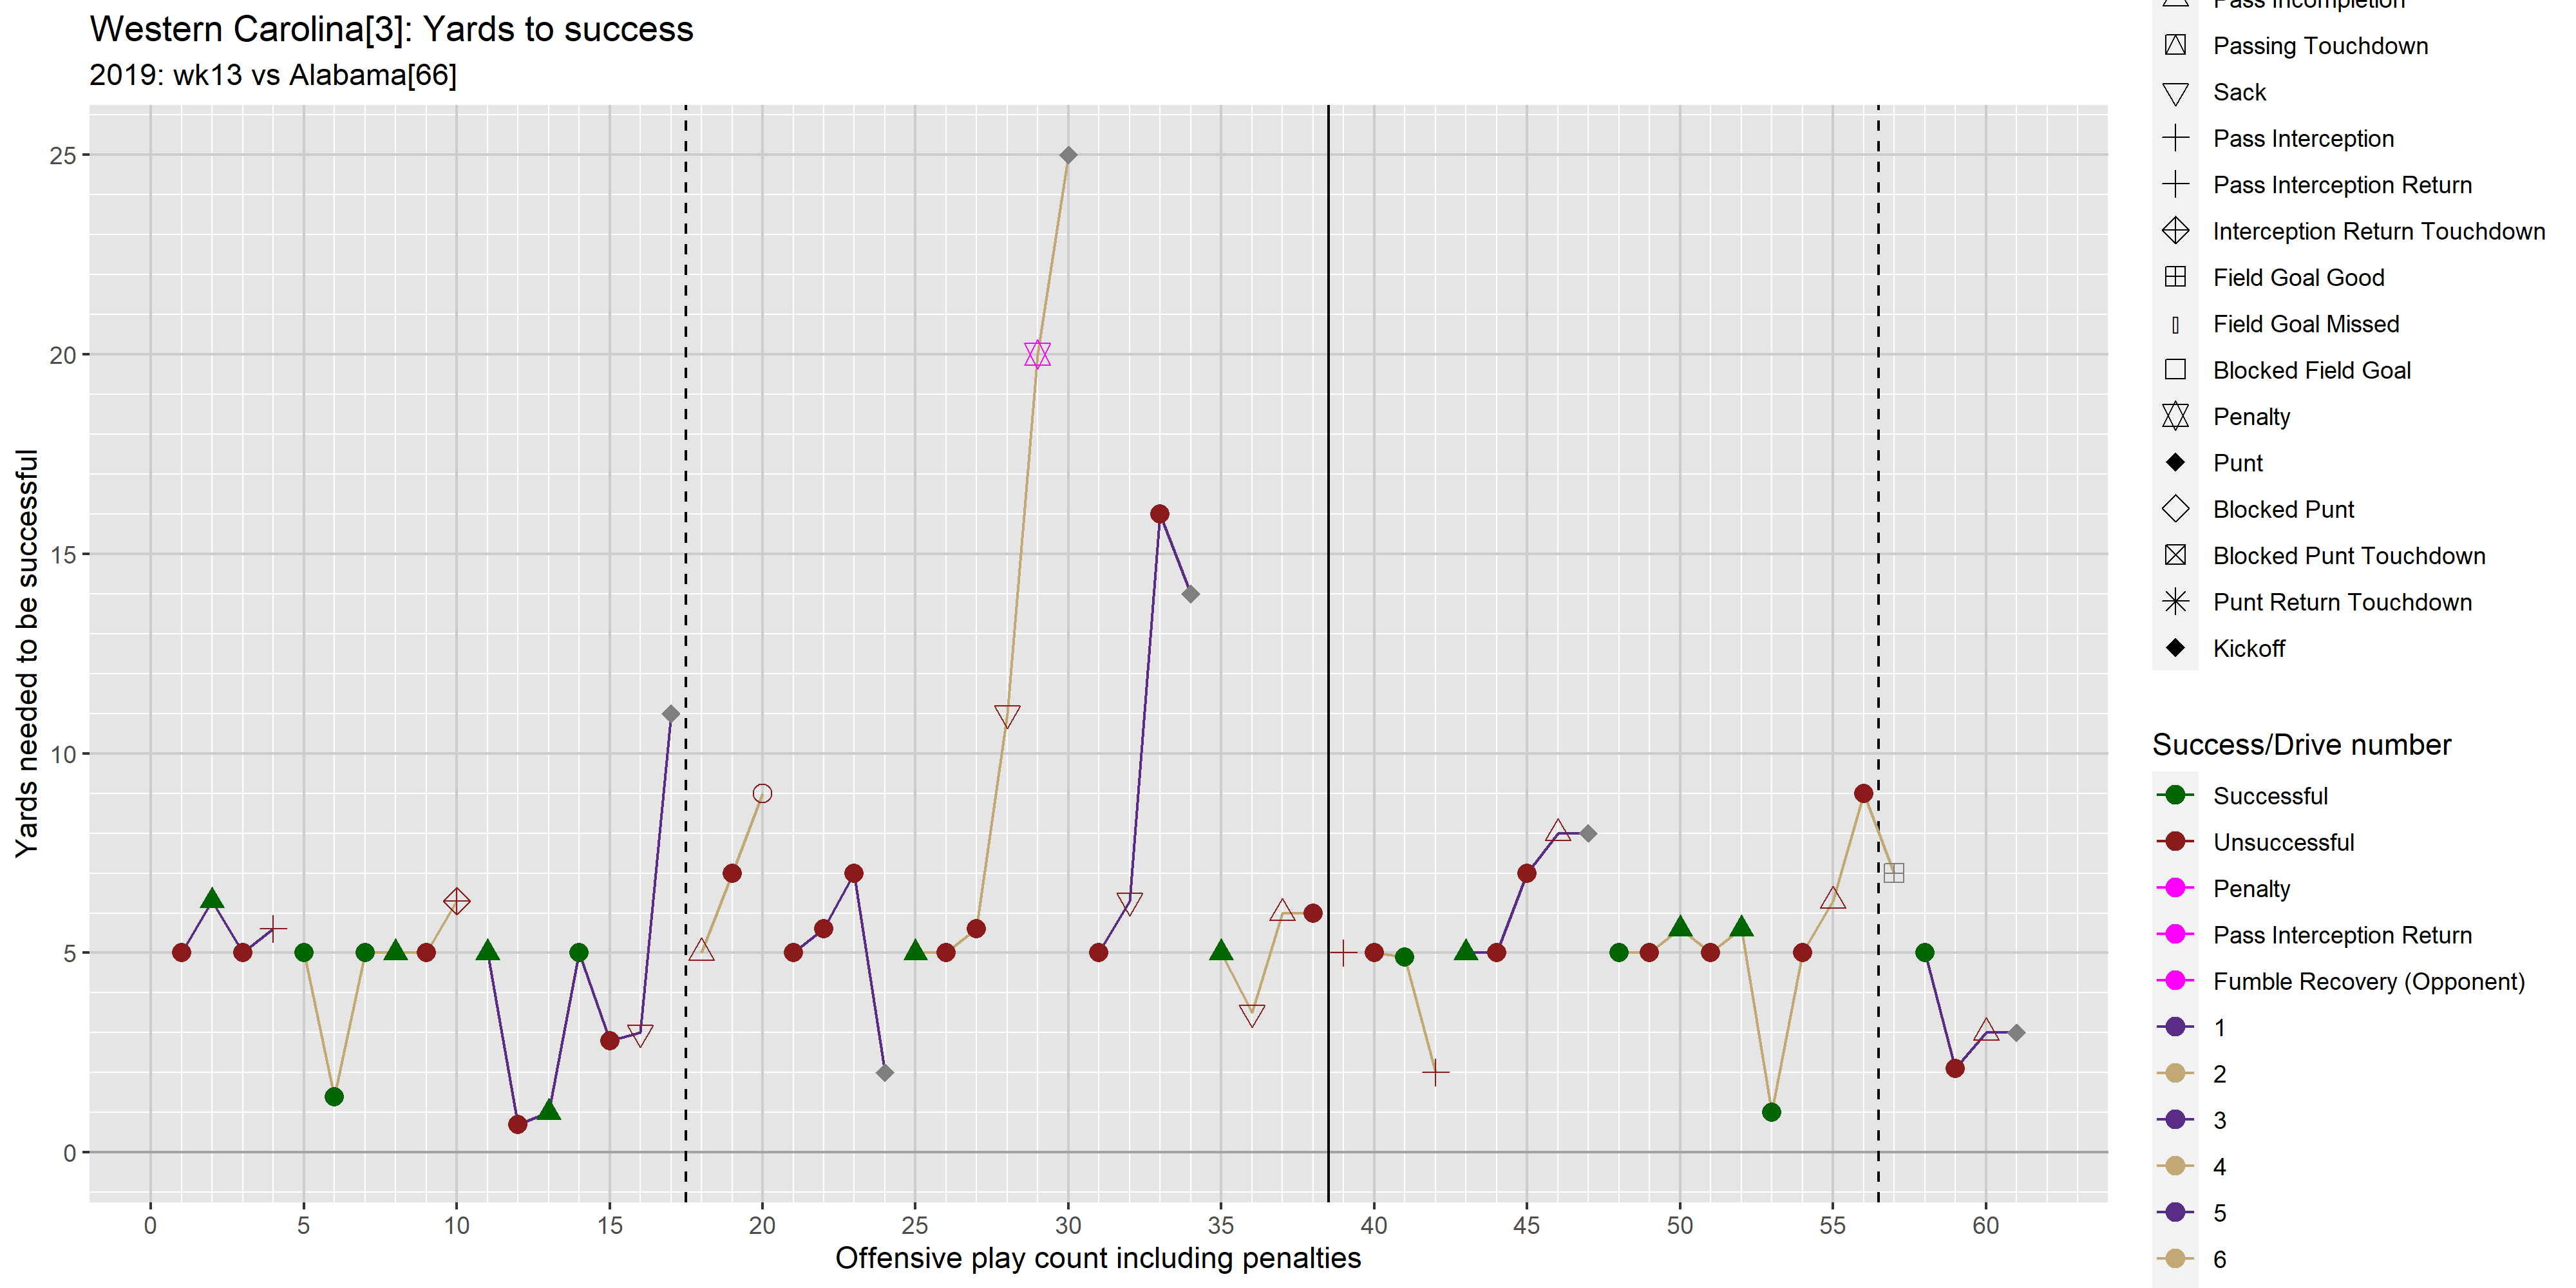 Western Carolina[3]: Yards to success
2019: wk13 vs Alabama[66]
Yards needed to be successful
25
20
15
10
5
0
0 5 10 15 20 25 30 35 40 45 50 55 60
Offensive play count including penalties
Pass Incompletion
Passing Touchdown
Sack
Pass Interception
Pass Interception Return
Interception Return Touchdown
Field Goal Good
Field Goal Missed
Blocked Field Goal
Penalty
Punt
Blocked Punt
Blocked Punt Touchdown
Punt Return Touchdown
Kickoff
Success/Drive number
Successful
Unsuccessful
Penalty
Pass Interception Return
Fumble Recovery (Opponent)
1
2
3
4
5
6